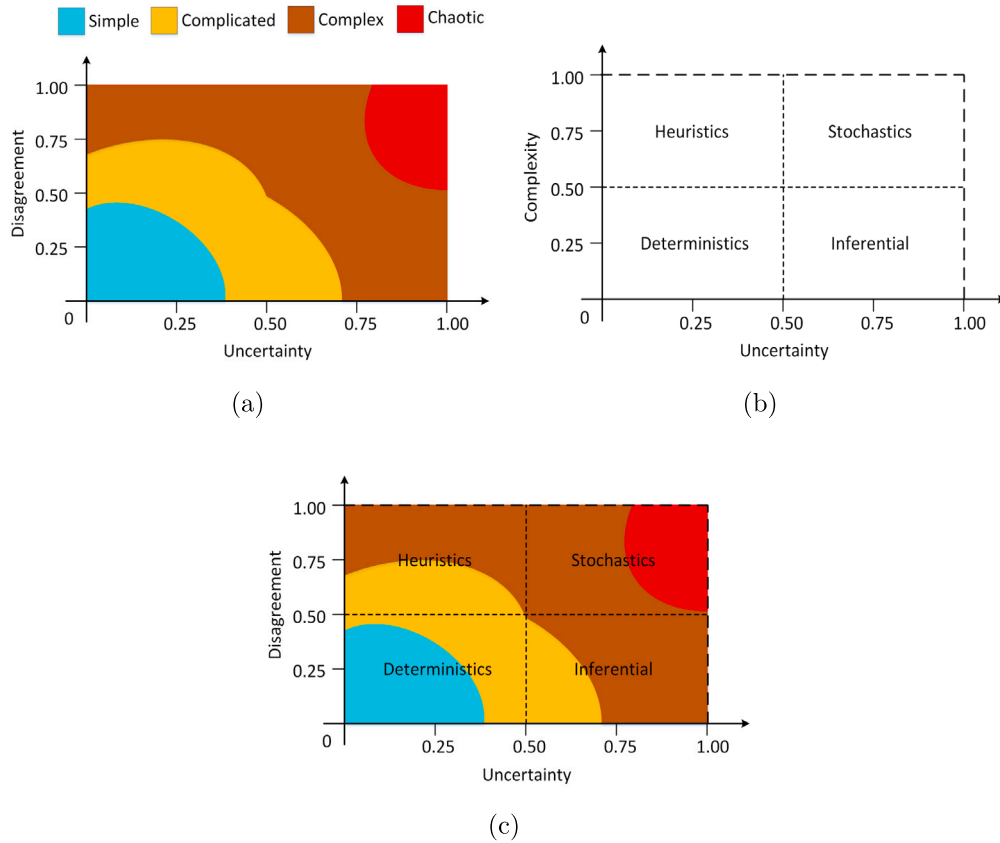 Simple Complicated Complex Chaotic
1.00
0.75
0.50
0.25
0
0.25 0.50 0.75 1.00
Disagreement
Uncertainty
(a)
1.00
0.75
0.50
0.25
0
0.25 0.50 0.75 1.00
Complexity
Heuristics Stochastics
Deterministics Inferential
Uncertainty
(b)
1.00
0.75
0.50
0.25
0
0.25 0.50 0.75 1.00
Disagreement
Heuristics Stochastics
Deterministics Inferential
Uncertainty
(c)